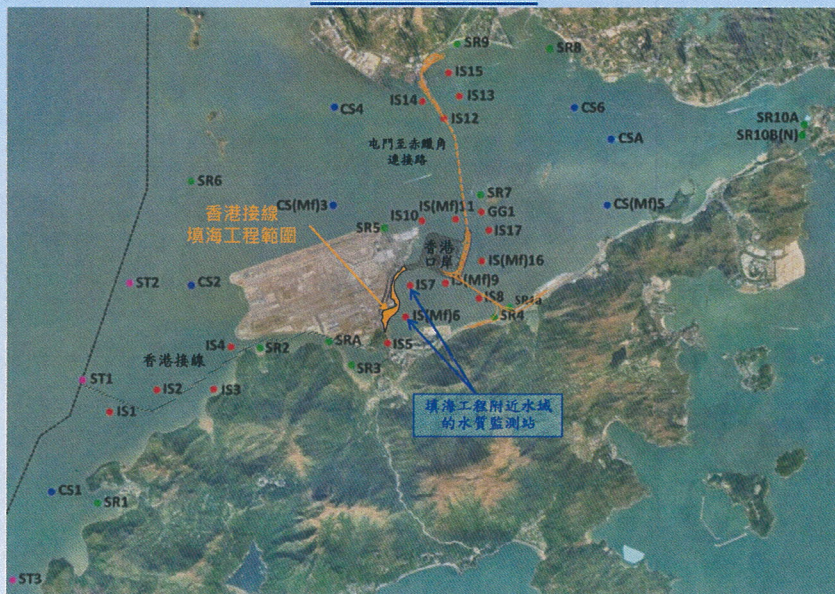 SR9
SR8
IS15
IS13
IS14
CS4
CS6
IS12
SR10A
SR10B(N)
CSA
屯門至赤鱲角
連接路
SR6
SR7
CS(Mf)3
CS(Mf)5
香港接線
填海工程範圍
IS10
IS(Mf)11
GG1
SR5
IS17
香港
口岸
IS(Mf)16
ST2
CS2
IS7
IS(Mf)9
IS8
SR4a
IS(Mf)6
SR4
IS4
SR2
SRA
IS5
香港接線
SR3
ST1
IS2
IS3
IS1
填海工程附近水域
的水質監測站
CS1
SR1
ST3